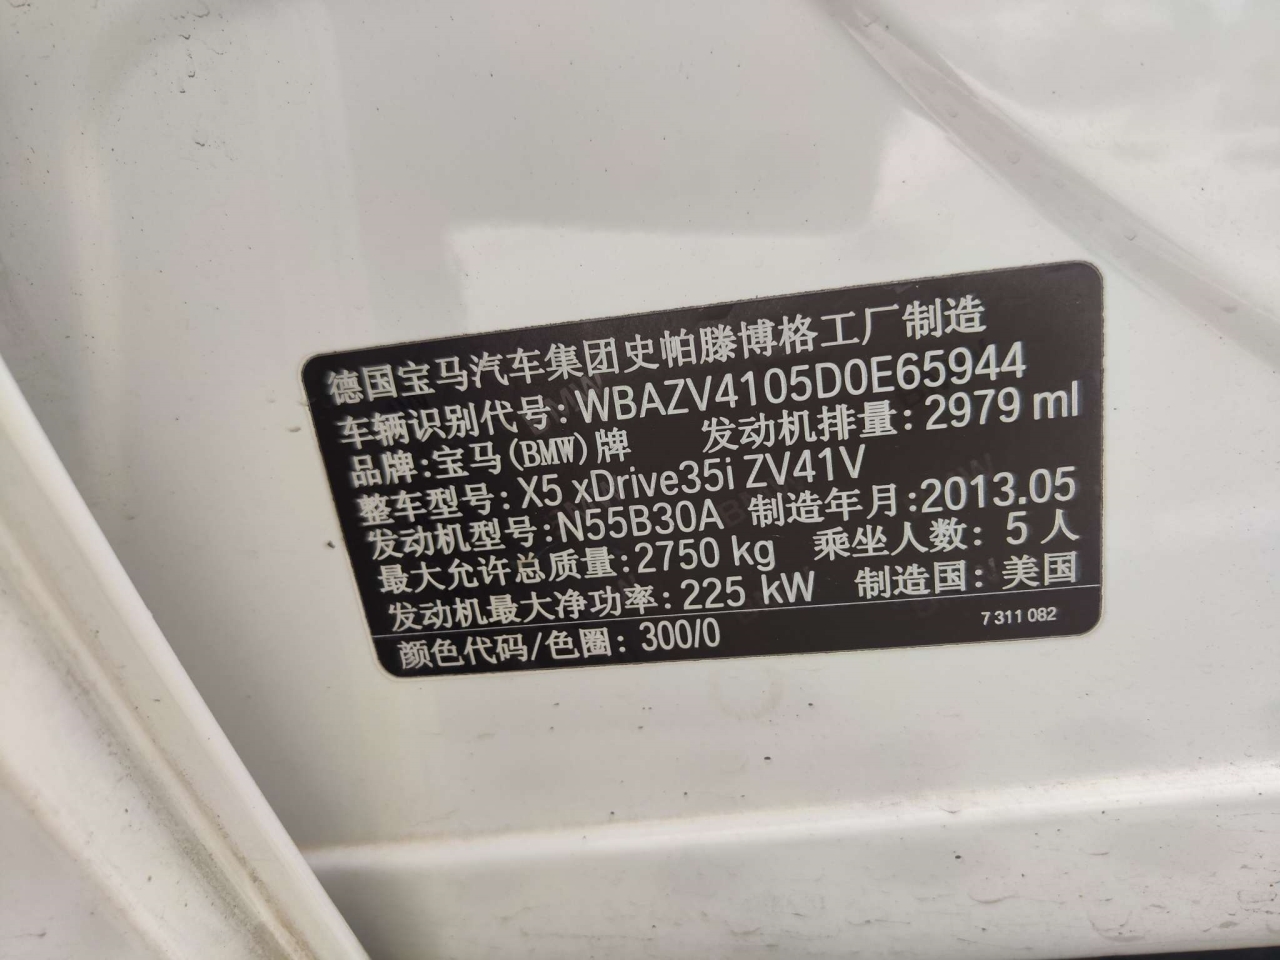 德国宝马汽车集团史帕滕博格工厂制造
车辆识别代号: WBAZV4105D0E65944
品牌: 宝马(BMW)牌 发动机排量: 2979 ml
整车型号: X5 xDrive35i ZV41V
发动机型号: N55B30A 制造年月: 2013.05
最大允许总质量: 2750 kg 乘坐人数: 5 人
发动机最大净功率: 225 kW 制造国: 美国
颜色代码/色圈: 300/0 7 311 082